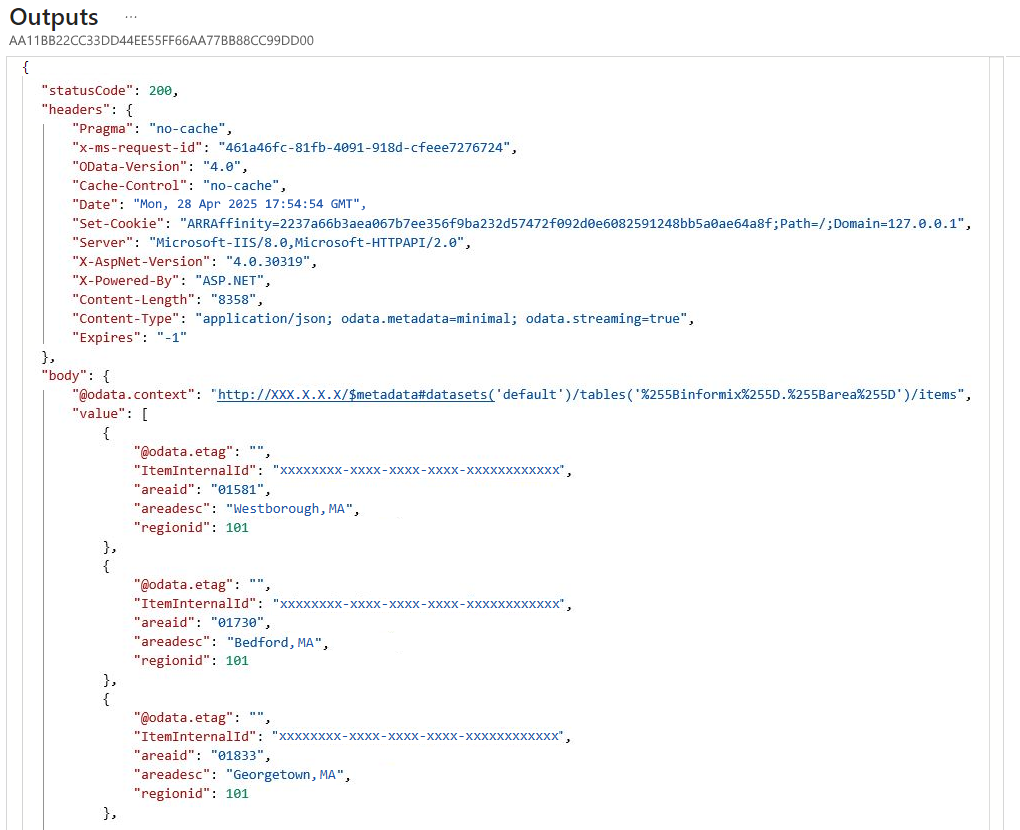 Outputs ...
AA11BB22CC33DD44EE55FF66AA77BB88CC99DD00
{
"statusCode": 200,
"headers": {
"Pragma": "no-cache",
"x-ms-request-id": "461a46fc-81fb-4091-918d-cfeee7276724",
"OData-Version": "4.0",
"Cache-Control": "no-cache",
"Date": "Mon, 28 Apr 2025 17:54:54 GMT",
"Set-Cookie": "ARRAffinity=2237a66b3aea067b7ee356f9ba232d57472f092d0e6082591248bb5a0ae64a8f;Path=/;Domain=127.0.0.1",
"Server": "Microsoft-IIS/8.0,Microsoft-HTTPAPI/2.0",
"X-AspNet-Version": "4.0.30319",
"X-Powered-By": "ASP.NET",
"Content-Length": "8358",
"Content-Type": "application/json; odata.metadata=minimal; odata.streaming=true",
"Expires": "-1"
},
"body": {
"@odata.context": "http://XXX.X.X.X/$metadata#datasets('default')/tables('%255Binformix%255D.%255Barea%255D')/items",
"value": [
{
"@odata.etag": "",
"ItemInternalId": "xxxxxxxx-xxxx-xxxx-xxxx-xxxxxxxxxxxx",
"areaid": "01581",
"areadesc": "Westborough,MA",
"regionid": 101
},
{
"@odata.etag": "",
"ItemInternalId": "xxxxxxxx-xxxx-xxxx-xxxx-xxxxxxxxxxxx",
"areaid": "01730",
"areadesc": "Bedford,MA",
"regionid": 101
},
{
"@odata.etag": "",
"ItemInternalId": "xxxxxxxx-xxxx-xxxx-xxxx-xxxxxxxxxxxx",
"areaid": "01833",
"areadesc": "Georgetown,MA",
"regionid": 101
},